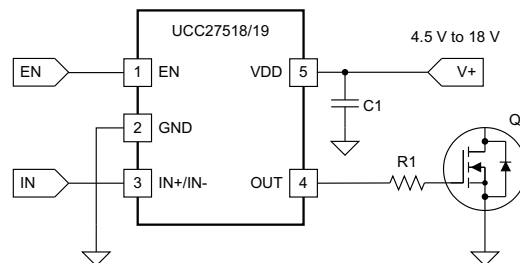 UCC27518/19
4.5 V to 18 V
EN
1
EN
VDD
5
V+
C1
2
GND
Q
R1
IN
3
IN+/IN-
OUT
4